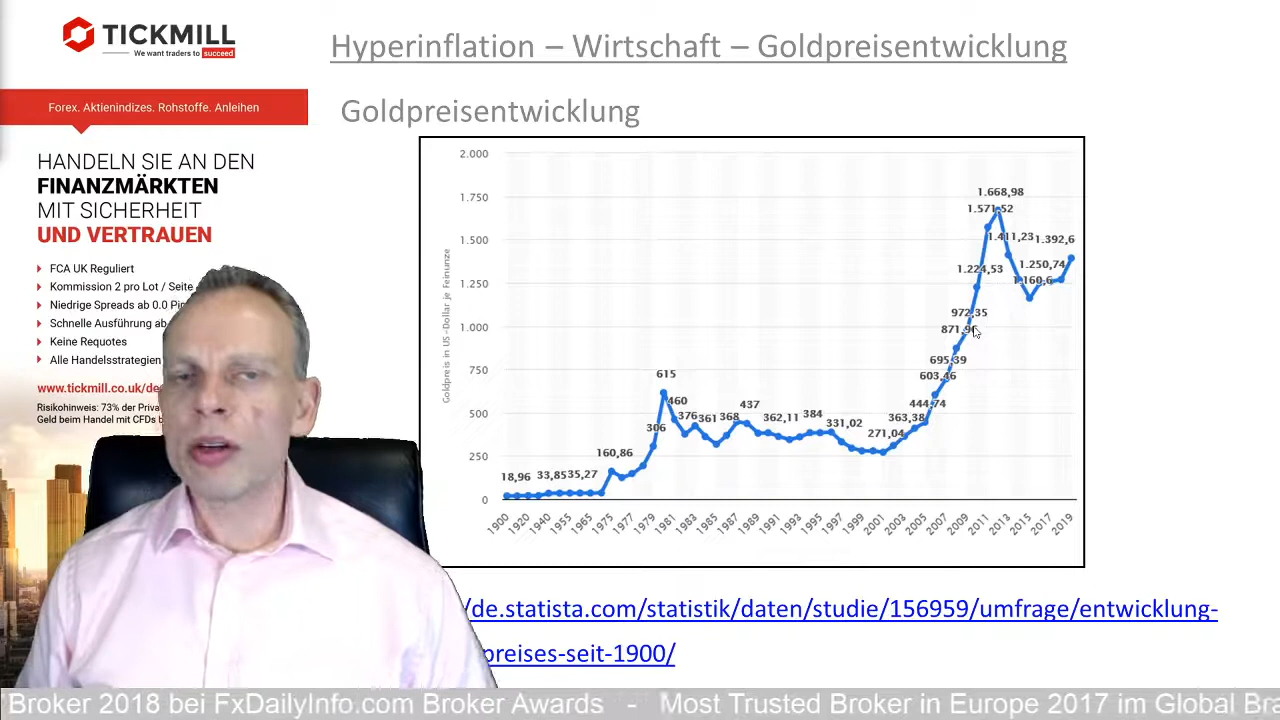 TICKMILL
We want traders to succeed
Hyperinflation – Wirtschaft – Goldpreisentwicklung
Forex. Aktienindizes. Rohstoffe. Anleihen
Goldpreisentwicklung
HANDELN SIE AN DEN
FINANZMÄRKTEN
MIT SICHERHEIT
UND VERTRAUEN
FCA UK Reguliert
Kommission 2 pro Lot / Seite
Niedrige Spreads ab 0.0
Schnelle Ausführung ab
Keine Requotes
Alle Handelsstrategien
www.tickmill.co.uk/de
Risikohinweis: 73% der
Geld beim Handel mit CFDs
Goldpreis in US-Dollar je Feinunze
2.000
1.750
1.500
1.250
1.000
750
500
250
0
18,96
33,85
35,27
160,86
306
615
460
376
361
368
437
362,11
384
331,02
271,04
363,38
444,74
603,46
695,39
972,35
1.224,53
1.571,52
1.668,98
1.411,23
1.160,6
1.250,74
1.392,6
1900
1920
1940
1955
1965
1975
1977
1979
1981
1983
1985
1987
1989
1991
1993
1995
1997
1999
2001
2003
2005
2007
2009
2011
2013
2015
2017
2019
/de.statista.com/statistik/daten/studie/156959/umfrage/entwicklung-
preises-seit-1900/
Broker 2018 bei FxDailyInfo.com Broker Awards - Most Trusted Broker in Europe 2017 im Global